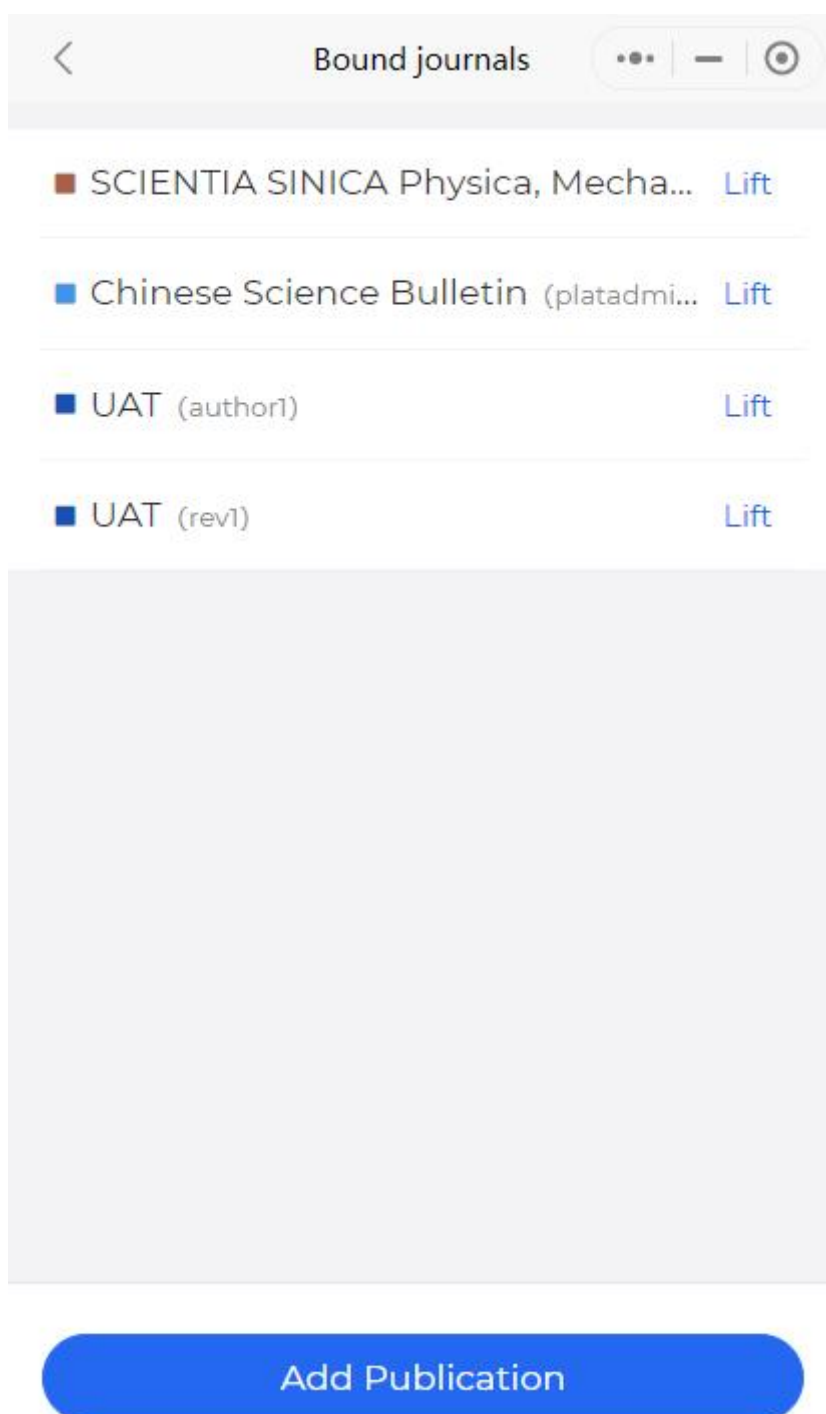 Bound journals
SCIENTIA SINICA Physica, Mecha... Lift
Chinese Science Bulletin (platadmi... Lift
UAT (author1) Lift
UAT (rev1) Lift
Add Publication